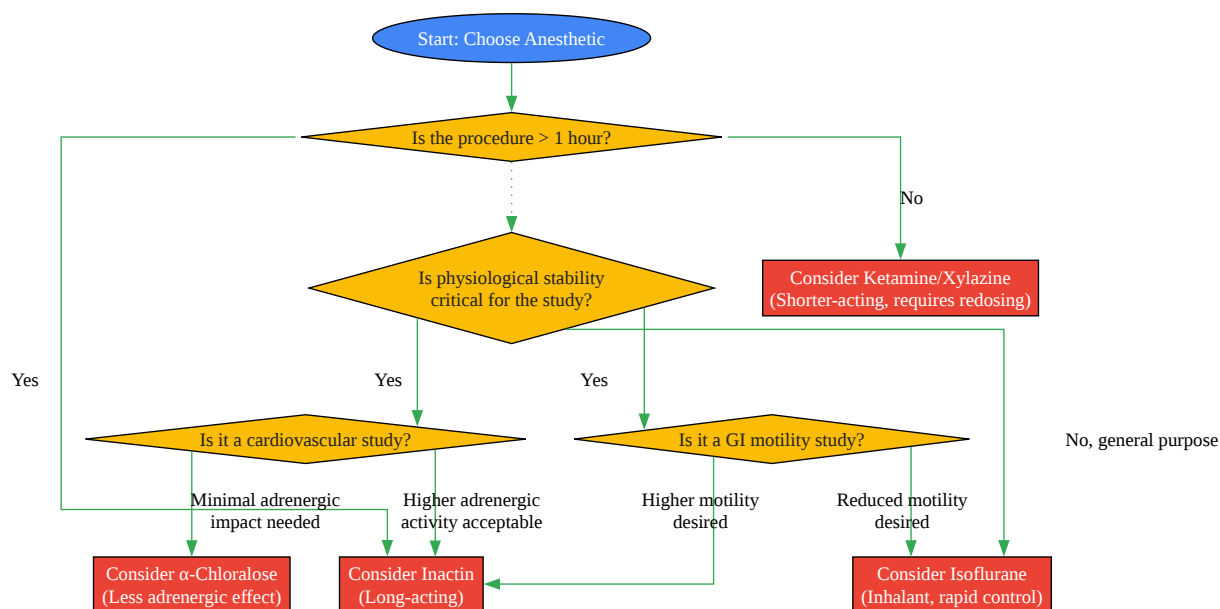 Start: Choose Anesthetic
Is the procedure > 1 hour?
No
Is physiological stability
critical for the study?
Consider Ketamine/Xylazine
(Shorter-acting, requires redosing)
Yes
Yes
Yes
Is it a cardiovascular study?
Is it a GI motility study?
No, general purpose
Minimal adrenergic
impact needed
Higher adrenergic
activity acceptable
Higher motility
desired
Reduced motility
desired
Consider α-Chloralose
(Less adrenergic effect)
Consider Inactin
(Long-acting)
Consider Isoflurane
(Inhalant, rapid control)